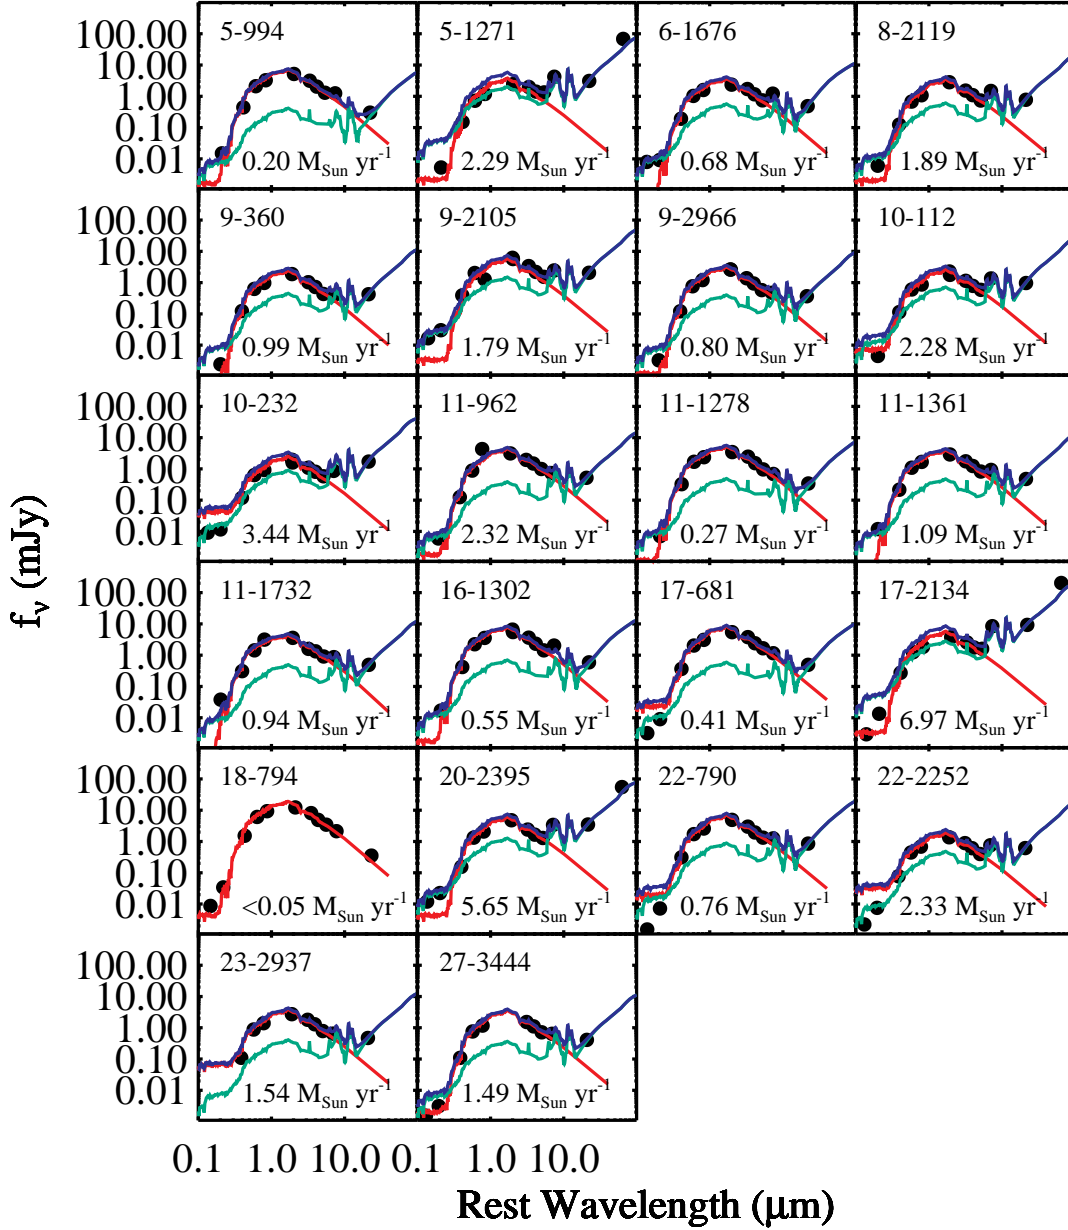 100.00 5-994 5-1271 6-1676 8-2119
10.00
1.00
0.10
0.01 0.20 M_Sun yr^-1 2.29 M_Sun yr^-1 0.68 M_Sun yr^-1 1.89 M_Sun yr^-1
100.00 9-360 9-2105 9-2966 10-112
10.00
1.00
0.10
0.01 0.99 M_Sun yr^-1 1.79 M_Sun yr^-1 0.80 M_Sun yr^-1 2.28 M_Sun yr^-1
100.00 10-232 11-962 11-1278 11-1361
10.00
1.00
0.10
0.01 3.44 M_Sun yr^-1 2.32 M_Sun yr^-1 0.27 M_Sun yr^-1 1.09 M_Sun yr^-1
f_ν (mJy)
100.00 11-1732 16-1302 17-681 17-2134
10.00
1.00
0.10
0.01 0.94 M_Sun yr^-1 0.55 M_Sun yr^-1 0.41 M_Sun yr^-1 6.97 M_Sun yr^-1
100.00 18-794 20-2395 22-790 22-2252
10.00
1.00
0.10
0.01 <0.05 M_Sun yr^-1 5.65 M_Sun yr^-1 0.76 M_Sun yr^-1 2.33 M_Sun yr^-1
100.00 23-2937 27-3444
10.00
1.00
0.10
0.01 1.54 M_Sun yr^-1 1.49 M_Sun yr^-1
0.1 1.0 10.0 0.1 1.0 10.0
Rest Wavelength (μm)